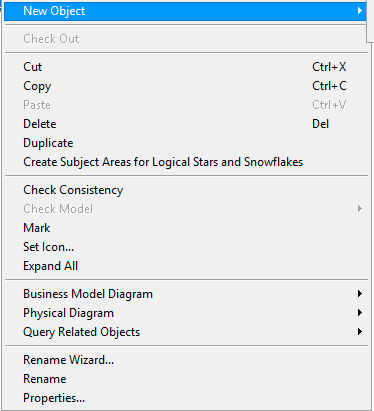 New Object
Check Out
Cut Ctrl+X
Copy Ctrl+C
Paste Ctrl+V
Delete Del
Duplicate
Create Subject Areas for Logical Stars and Snowflakes
Check Consistency
Check Model
Mark
Set Icon...
Expand All
Business Model Diagram
Physical Diagram
Query Related Objects
Rename Wizard...
Rename
Properties...